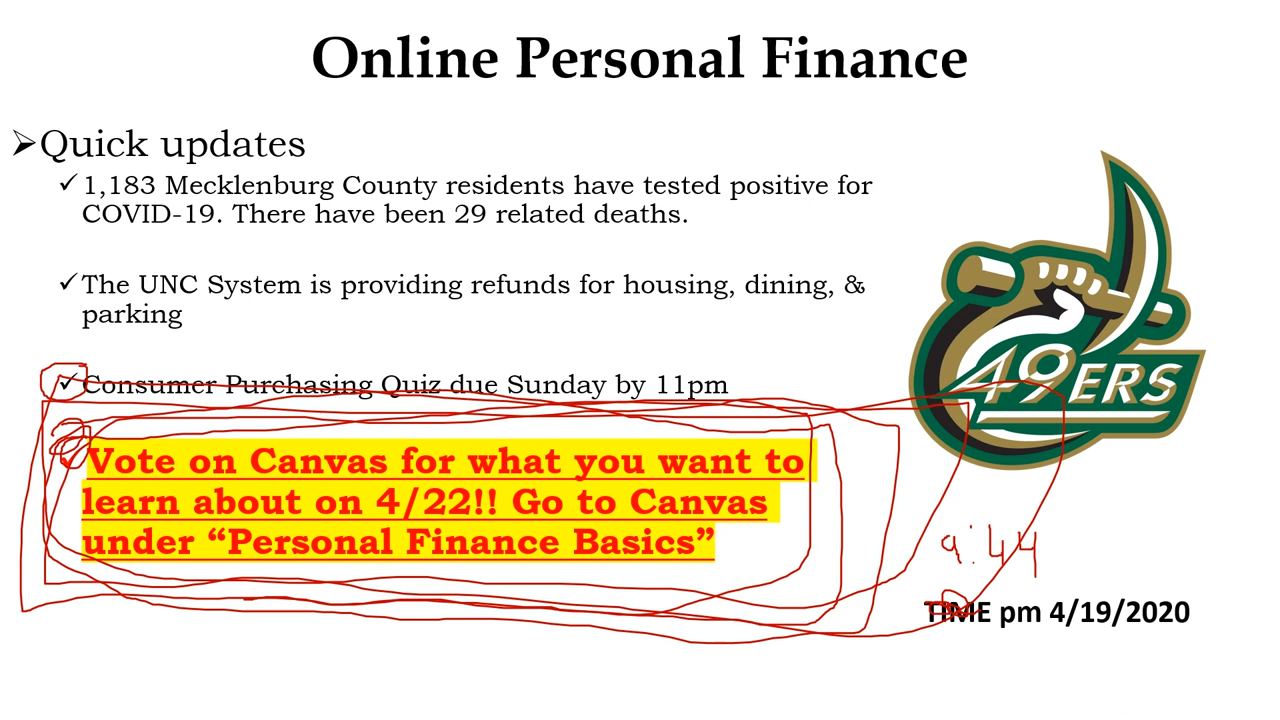 Online Personal Finance
➢Quick updates
✓1,183 Mecklenburg County residents have tested positive for
COVID-19. There have been 29 related deaths.
✓The UNC System is providing refunds for housing, dining, &
parking
✓Consumer Purchasing Quiz due Sunday by 11pm
✓Vote on Canvas for what you want to
learn about on 4/22!! Go to Canvas
under “Personal Finance Basics”
49ERS
9:44
TIME pm 4/19/2020